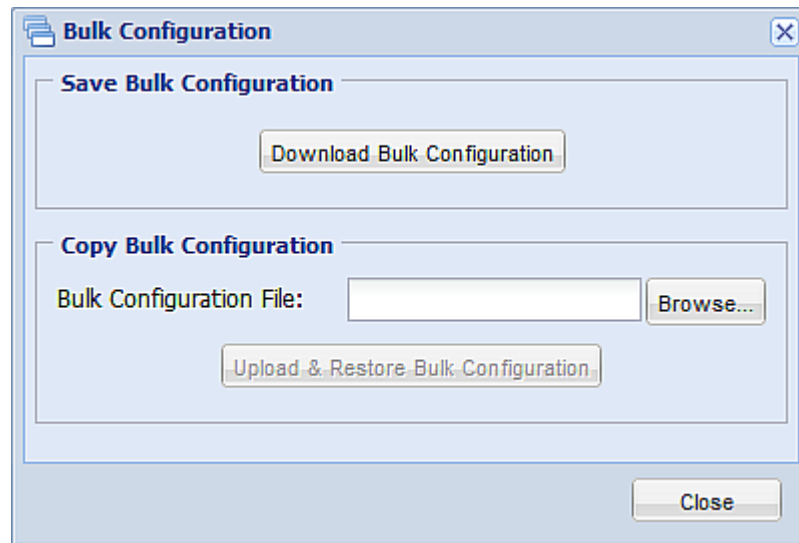 Bulk Configuration
Save Bulk Configuration
Download Bulk Configuration
Copy Bulk Configuration
Bulk Configuration File:
Browse...
Upload & Restore Bulk Configuration
Close